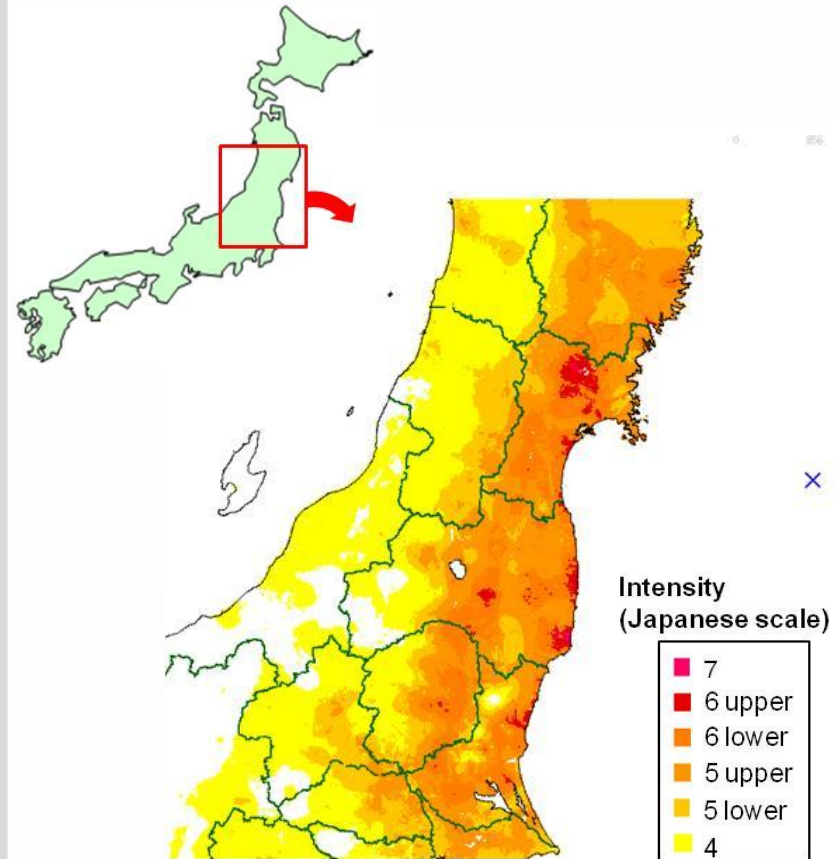 Intensity
(Japanese scale)
7
6 upper
6 lower
5 upper
5 lower
4